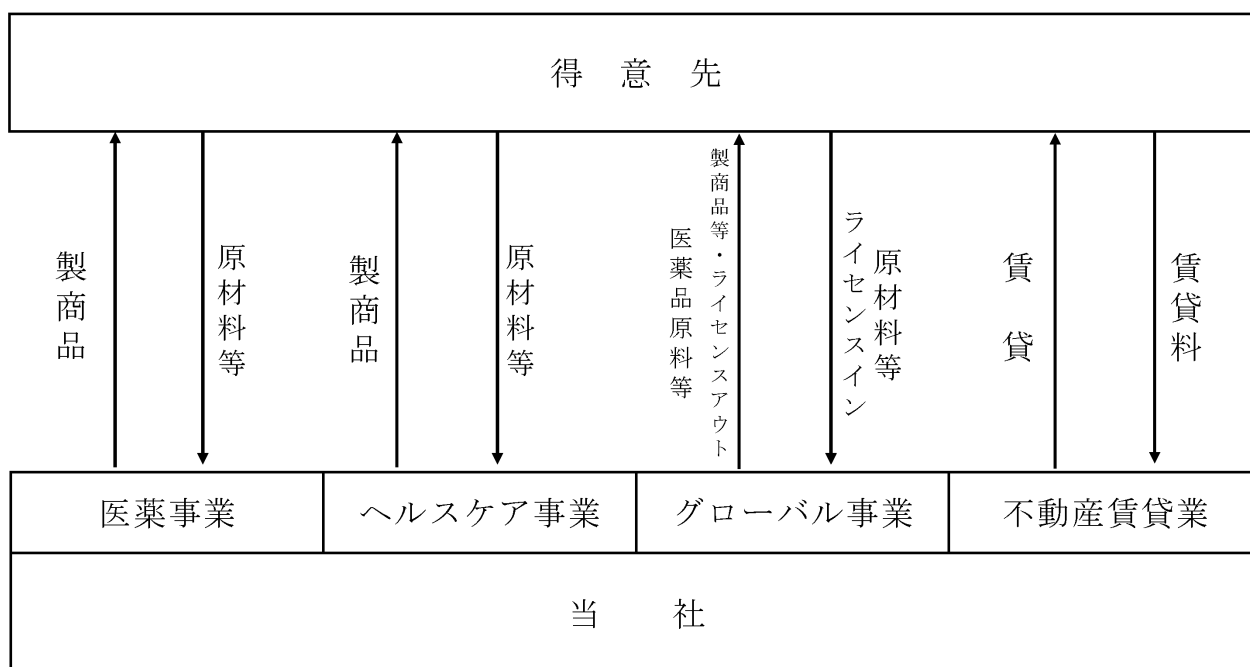 得意先
製商品
原材料等
製商品
原材料等
医薬品原料等
製商品等・ライセンスアウト
ライセンスイン
原材料等
賃貸
賃貸料
医薬事業
ヘルスケア事業
グローバル事業
不動産賃貸業
当社